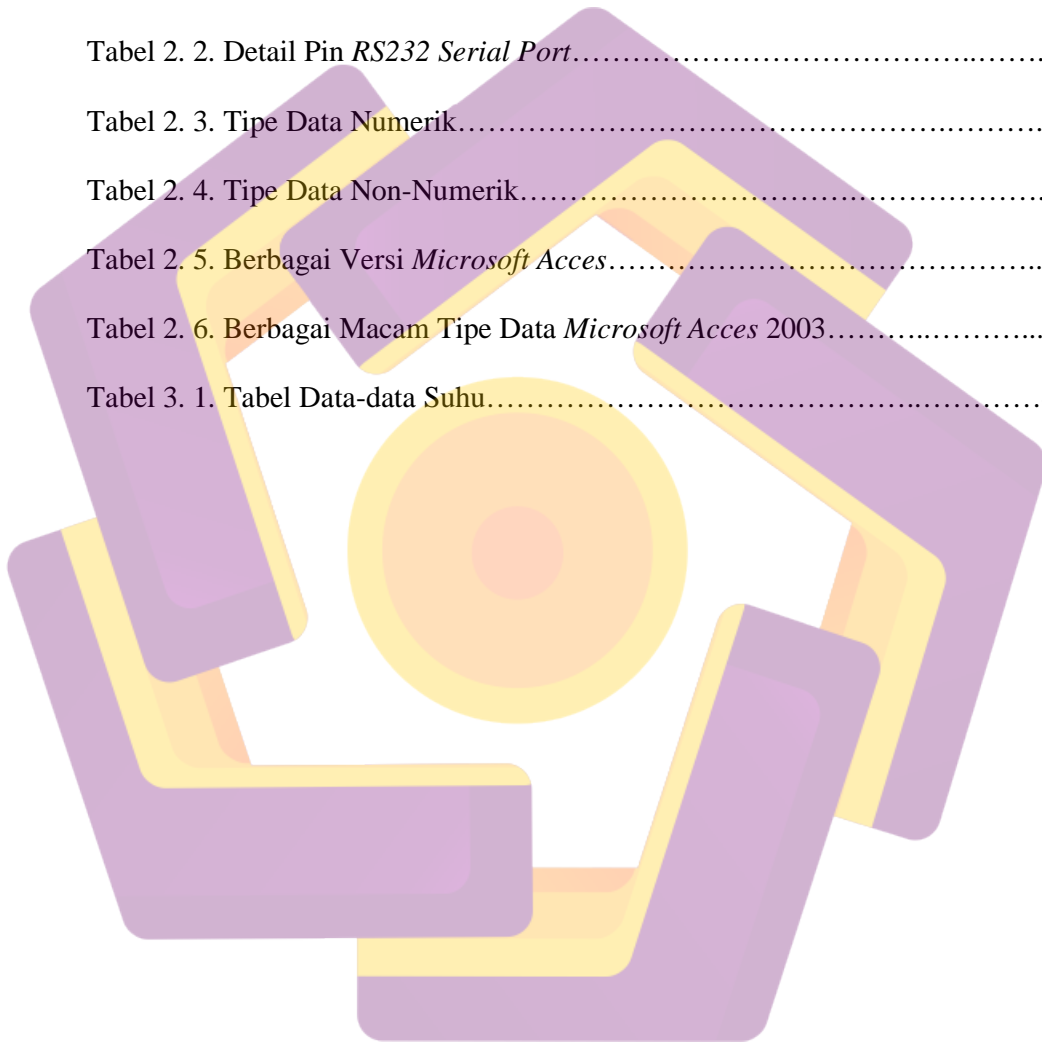 Tabel 2. 2. Detail Pin RS232 Serial Port………….……………………………..…….
Tabel 2. 3. Tipe Data Numerik……………………………….……………….……….
Tabel 2. 4. Tipe Data Non-Numerik…………………………………………………….
Tabel 2. 5. Berbagai Versi Microsoft Acces…….……………………………………..
Tabel 2. 6. Berbagai Macam Tipe Data Microsoft Acces 2003………...………...
Tabel 3. 1. Tabel Data-data Suhu…………………………………………….…….……